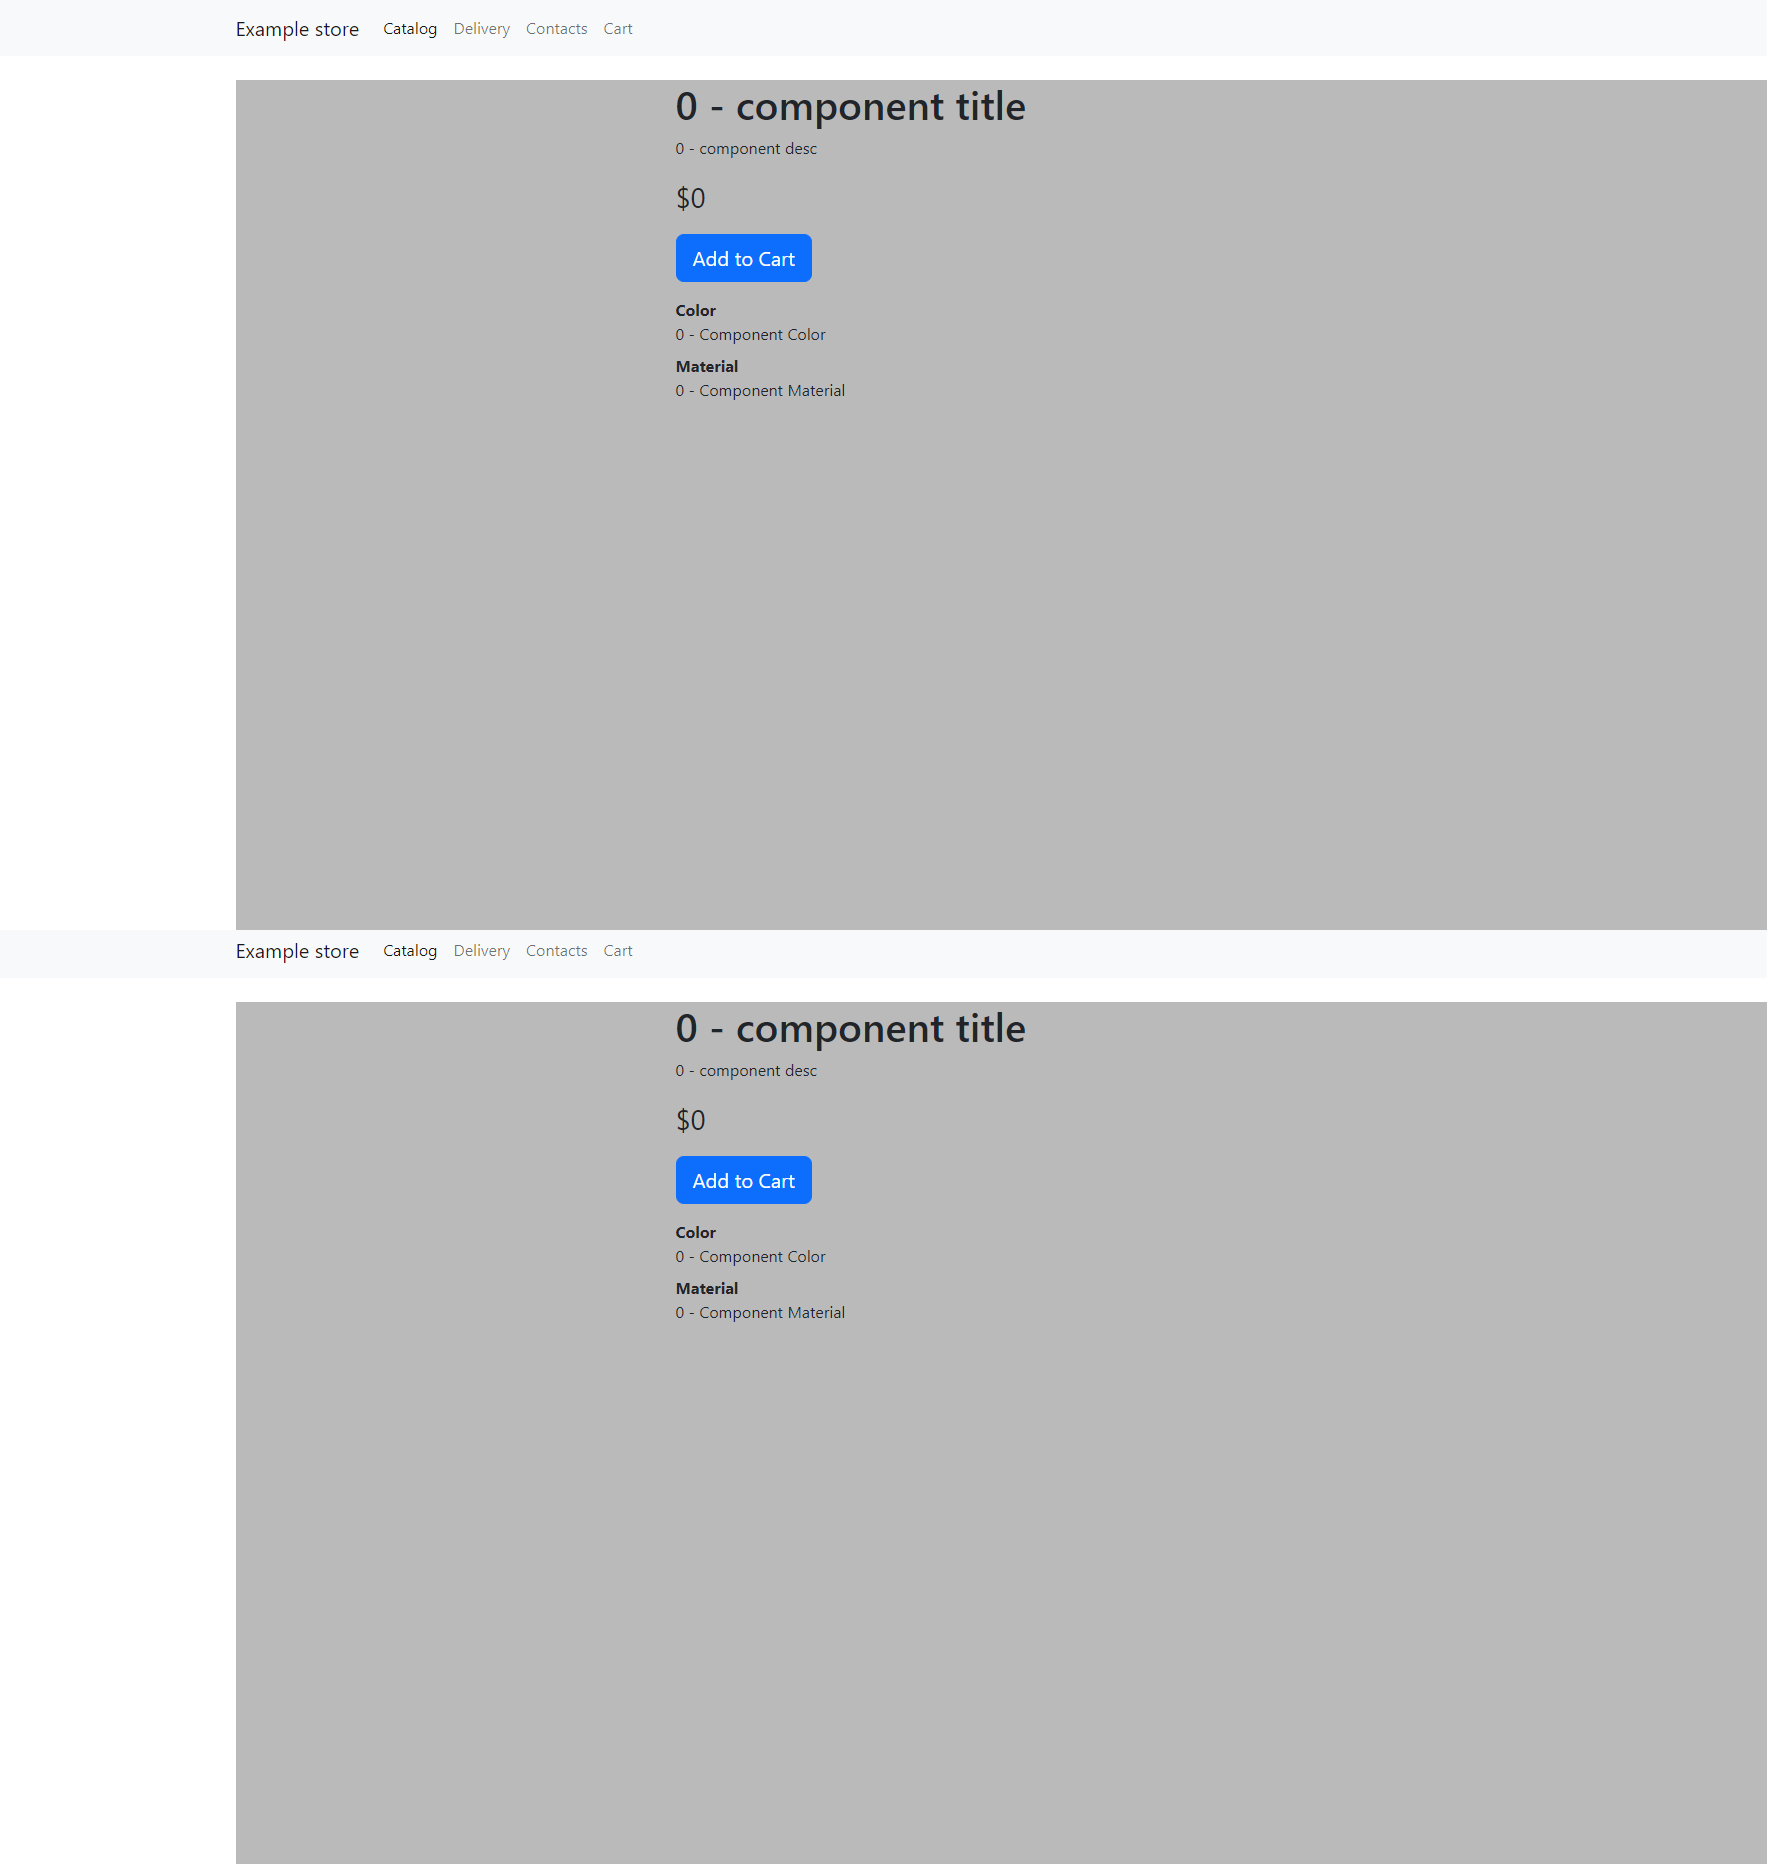 Example store Catalog Delivery Contacts Cart
0 - component title
0 - component desc
$0
Add to Cart
Color
0 - Component Color
Material
0 - Component Material
Example store Catalog Delivery Contacts Cart
0 - component title
0 - component desc
$0
Add to Cart
Color
0 - Component Color
Material
0 - Component Material